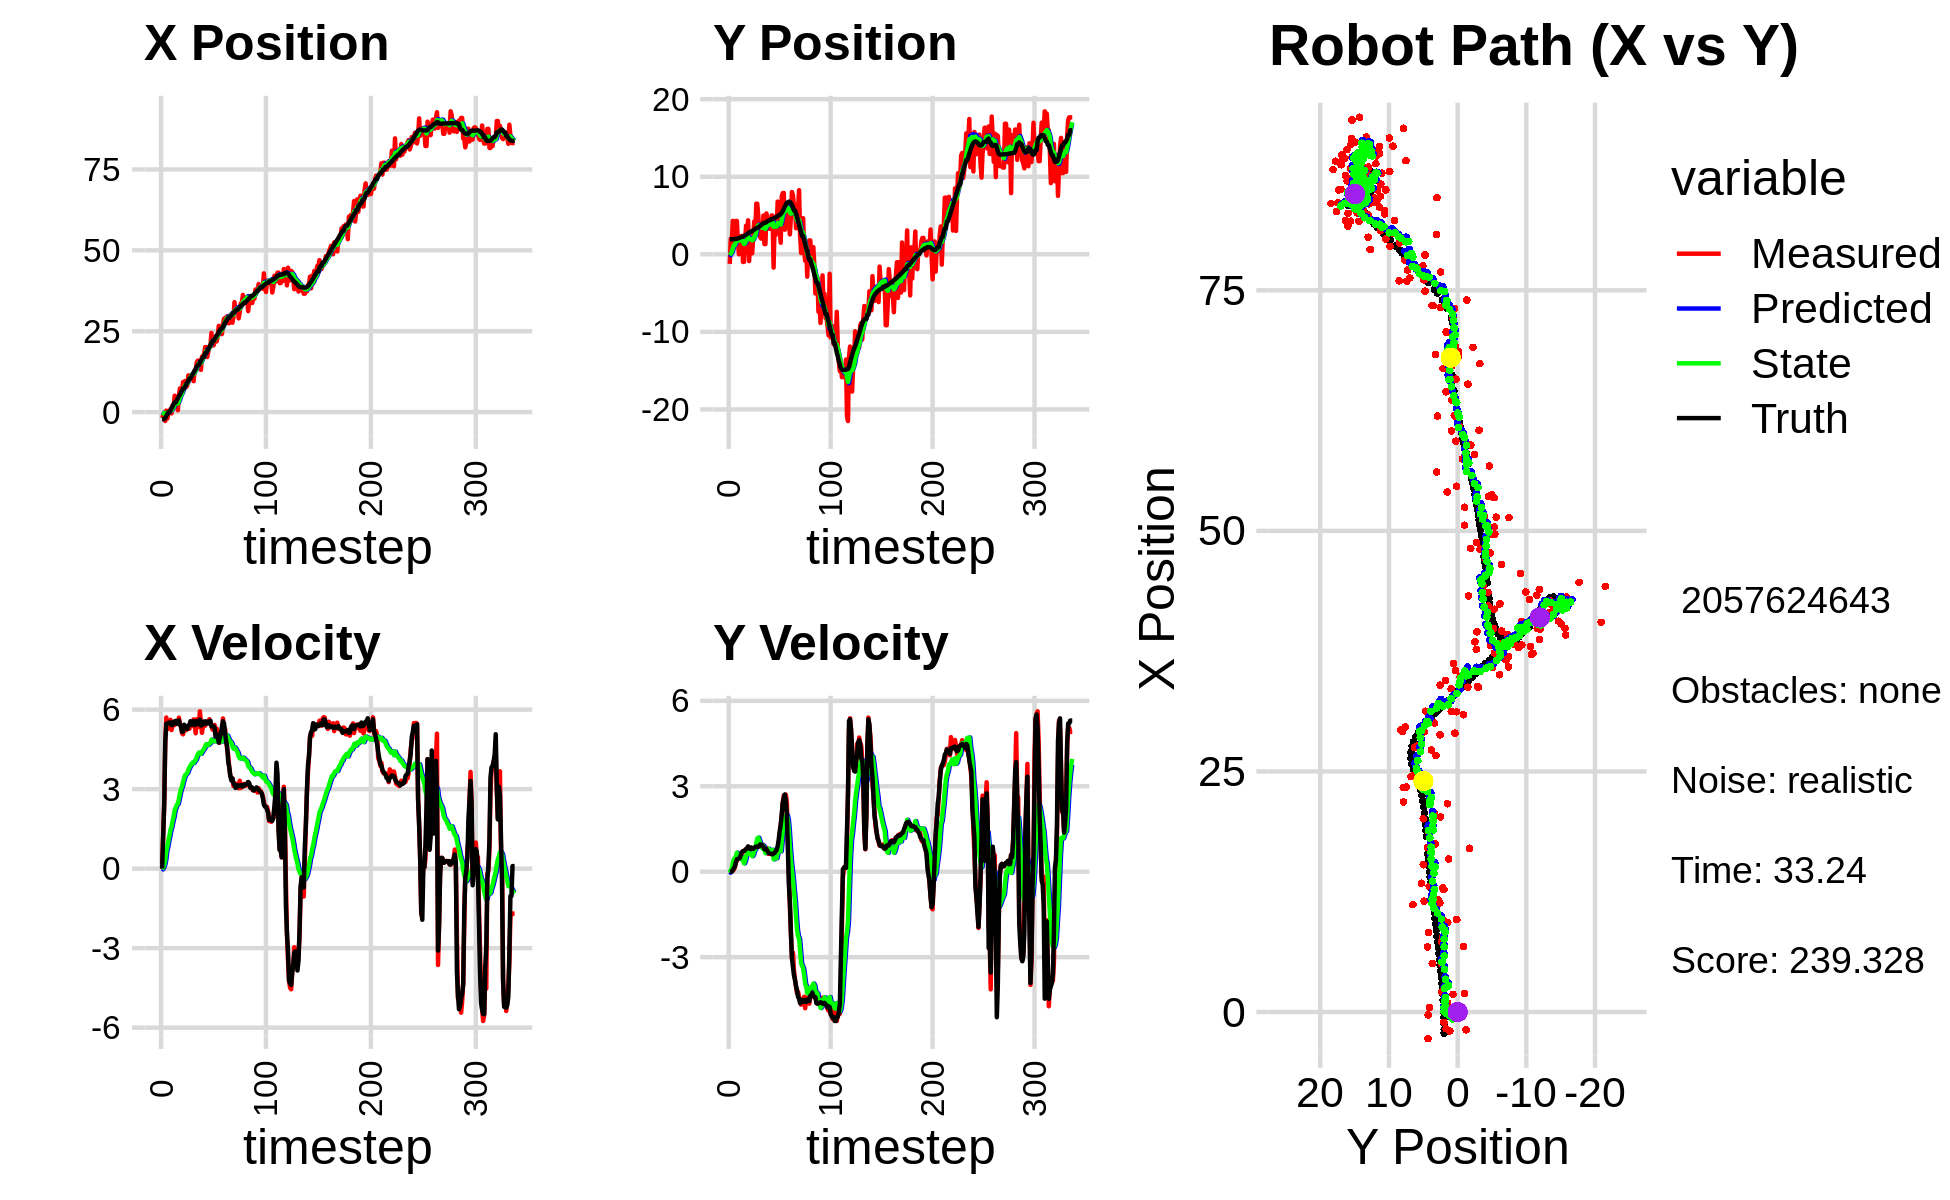 X Position
75
50
25
0
0
100
200
300
timestep
Y Position
20
10
0
-10
-20
0
100
200
300
timestep
X Velocity
6
3
0
-3
-6
0
100
200
300
timestep
Y Velocity
6
3
0
-3
0
100
200
300
timestep
Robot Path (X vs Y)
X Position
75
50
25
0
20 10 0 -10 -20
Y Position
variable
Measured
Predicted
State
Truth
2057624643
Obstacles: none
Noise: realistic
Time: 33.24
Score: 239.328